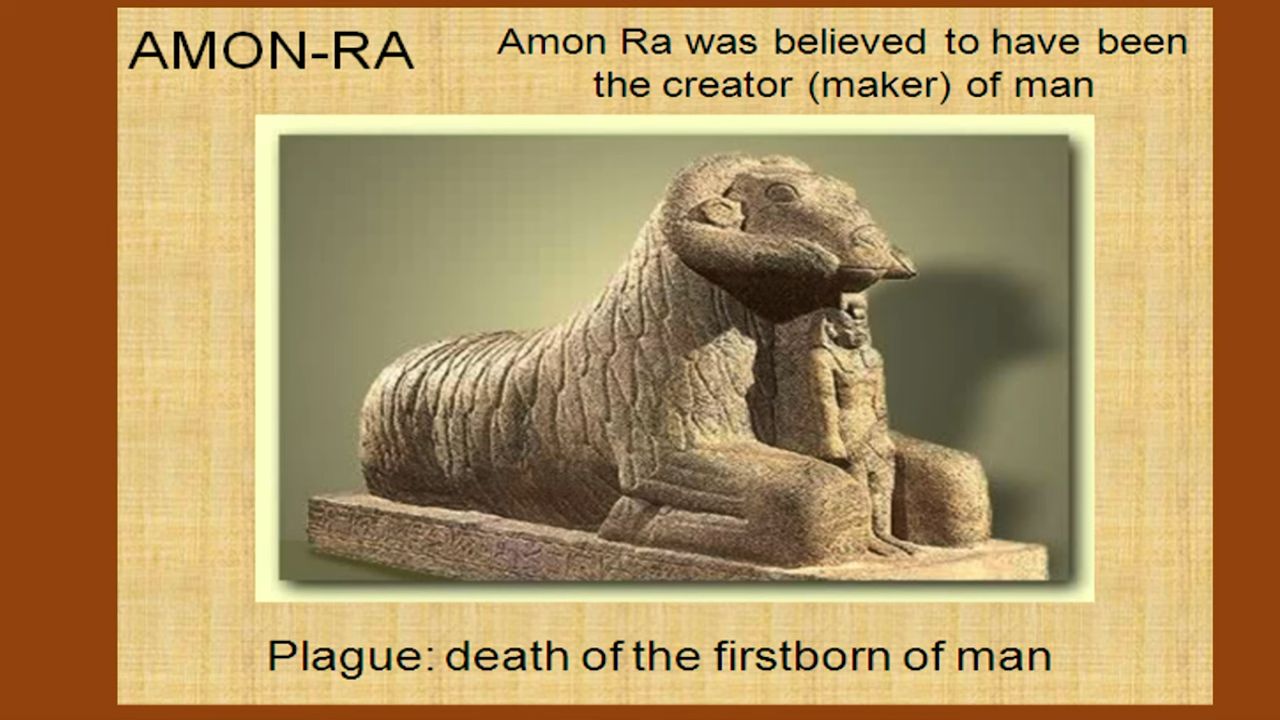 AMON-RA
Amon Ra was believed to have been
the creator (maker) of man
Plague: death of the firstborn of man